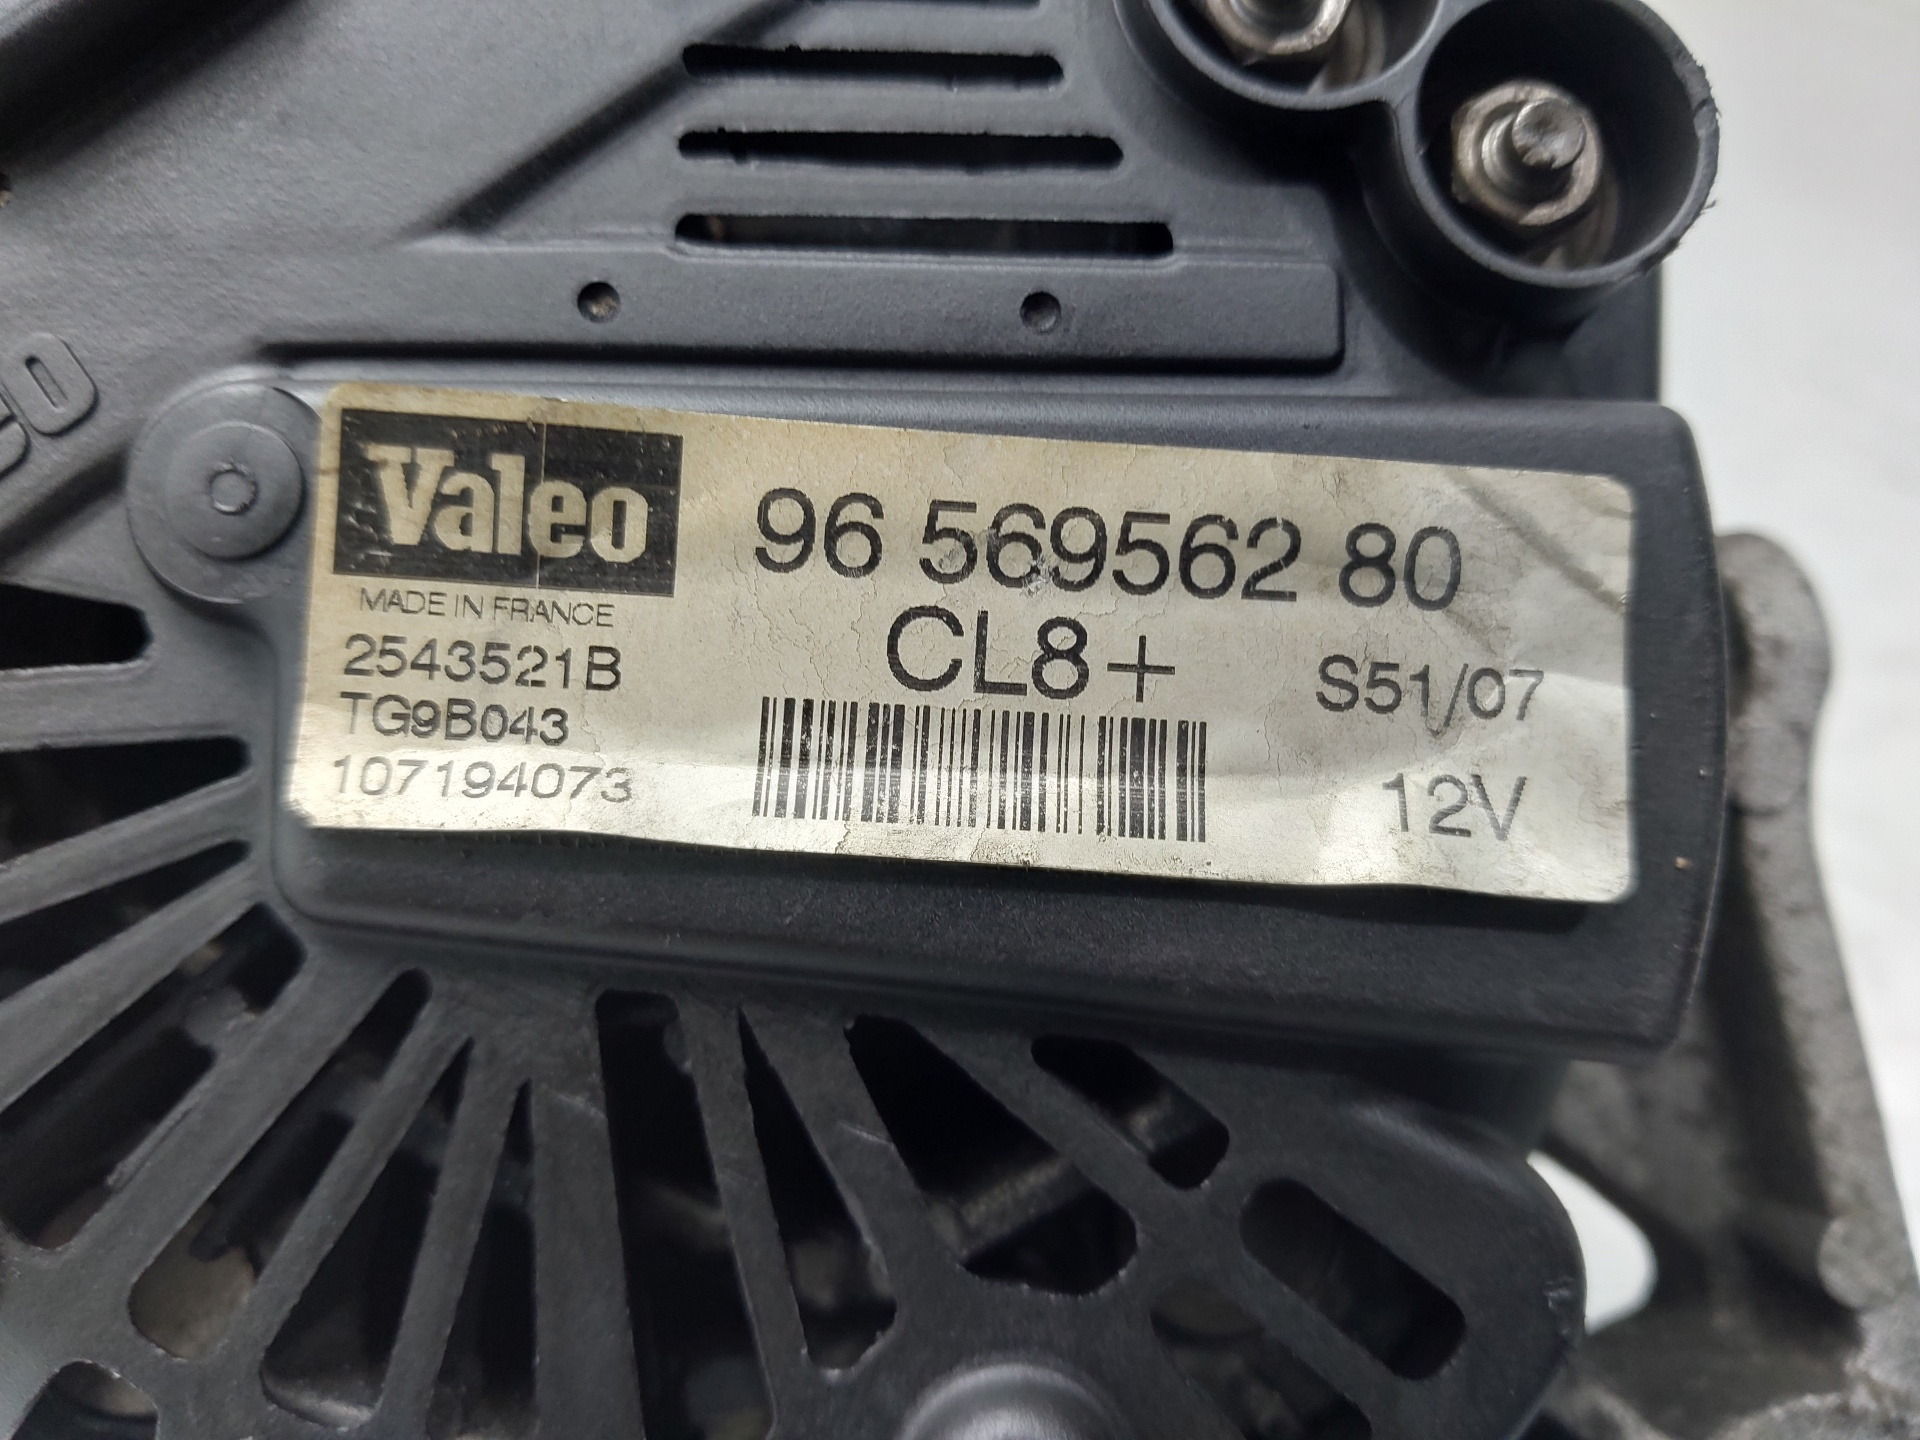 Valeo
MADE IN FRANCE
2543521B
TG9B043
107194073
96 569562 80
CL8+
S51/07
12V